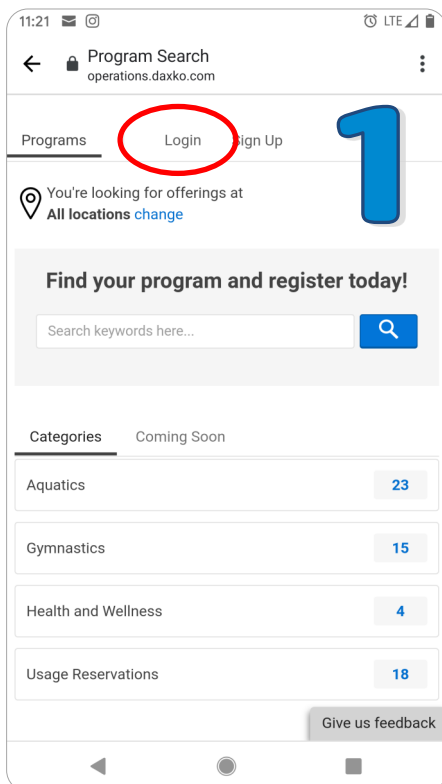 11:21 LTE
Program Search
operations.daxko.com
Programs Login Sign Up
1
You're looking for offerings at
All locations change
Find your program and register today!
Search keywords here...
Categories Coming Soon
Aquatics 23
Gymnastics 15
Health and Wellness 4
Usage Reservations 18
Give us feedback